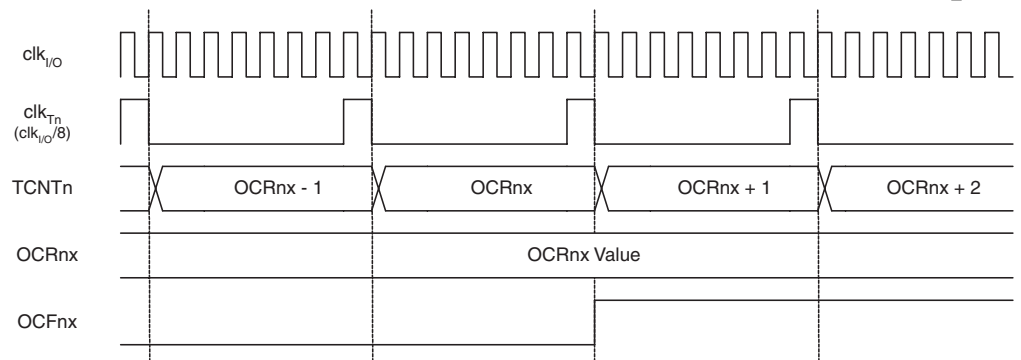 clkI/O
clkTn
(clkI/O/8)
TCNTn
OCRnx - 1
OCRnx
OCRnx + 1
OCRnx + 2
OCRnx
OCRnx Value
OCFnx